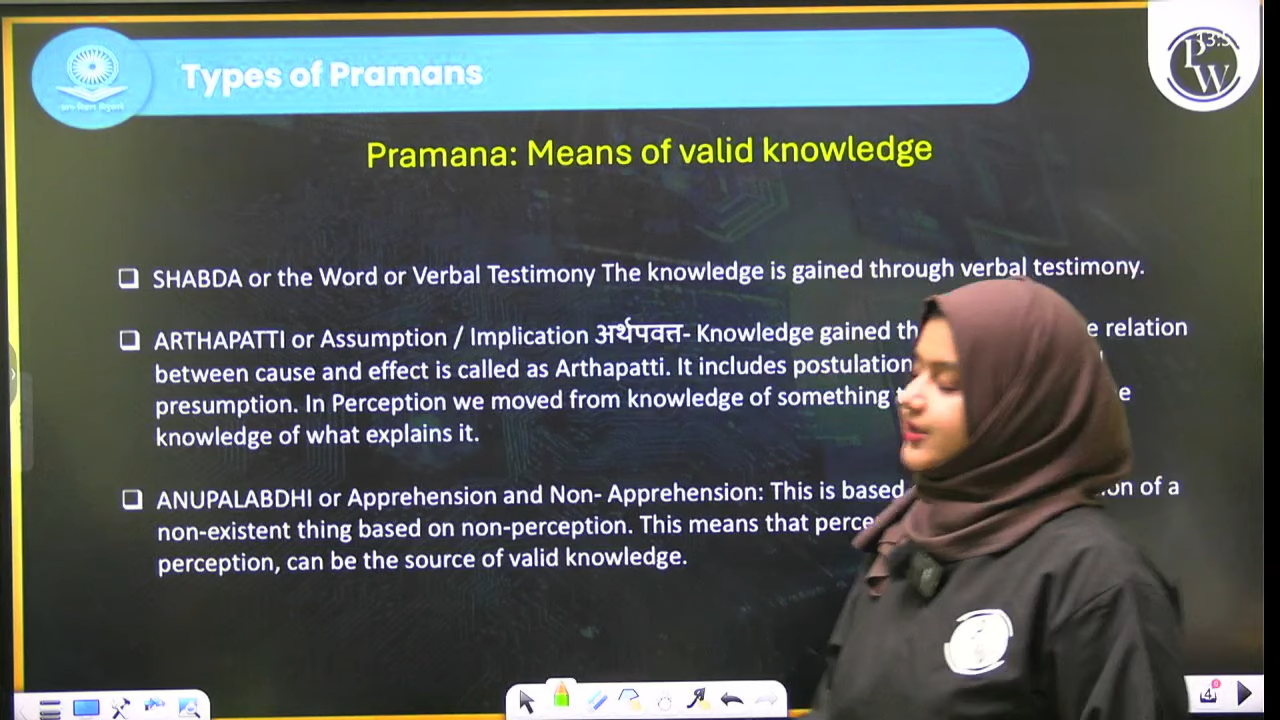 Types of Pramans
PW
Pramana: Means of valid knowledge
SHABDA or the Word or Verbal Testimony The knowledge is gained through verbal testimony.
ARTHAPATTI or Assumption / Implication अर्थपवत्त- Knowledge gained relation
between cause and effect is called as Arthapatti. It includes postulation
presumption. In Perception we moved from knowledge of something
knowledge of what explains it.
ANUPALABDHI or Apprehension and Non- Apprehension: This is based of a
non-existent thing based on non-perception. This means that
perception, can be the source of valid knowledge.